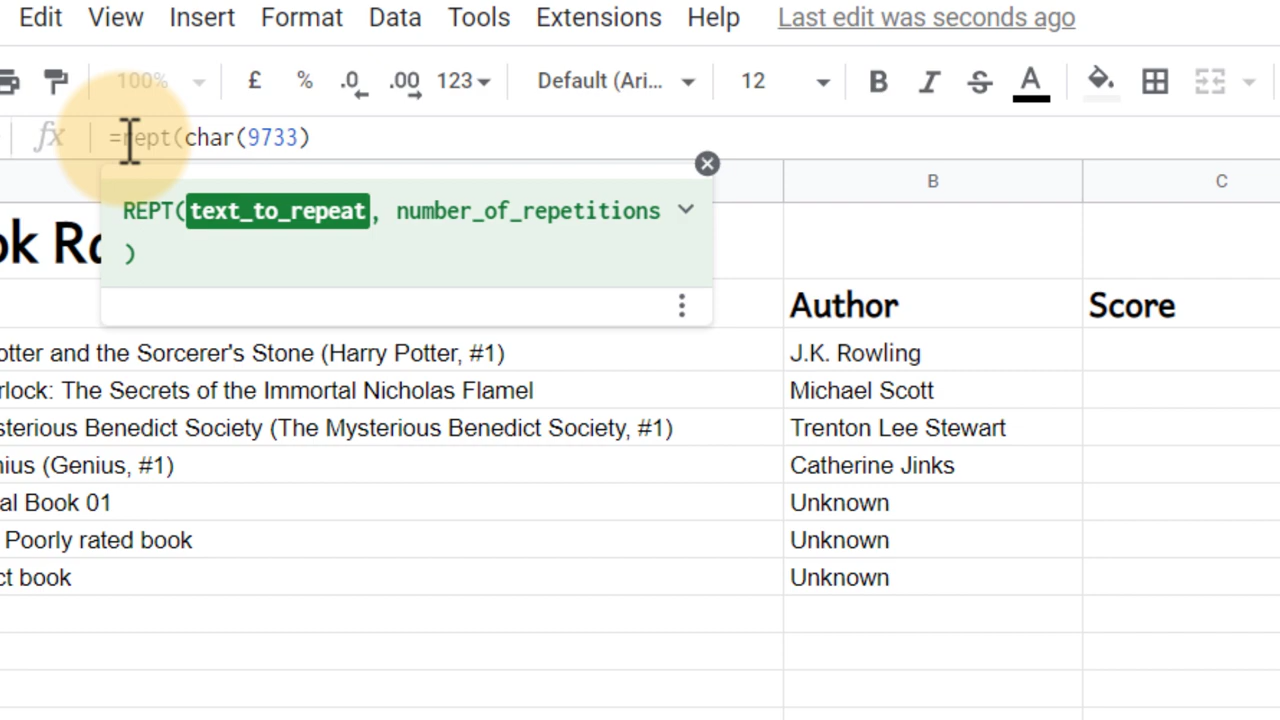 Edit View Insert Format Data Tools Extensions Help Last edit was seconds ago
100% £ % .0 .00 123 Default (Ari... 12 B I S A
fx =rept(char(9733)
B C
REPT(text_to_repeat, number_of_repetitions
)
ok Ra
Author Score
otter and the Sorcerer's Stone (Harry Potter, #1) J.K. Rowling
rlock: The Secrets of the Immortal Nicholas Flamel Michael Scott
sterious Benedict Society (The Mysterious Benedict Society, #1) Trenton Lee Stewart
nius (Genius, #1) Catherine Jinks
al Book 01 Unknown
Poorly rated book Unknown
ct book Unknown